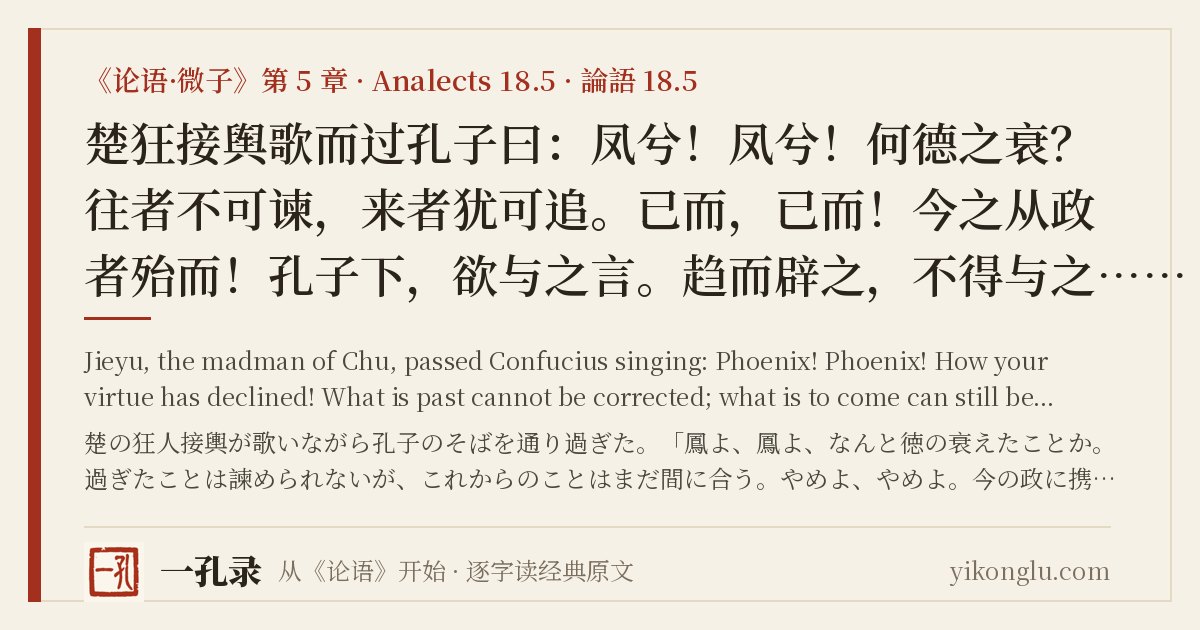 《论语·微子》第 5 章 · Analects 18.5 · 論語 18.5
楚狂接舆歌而过孔子曰：凤兮！凤兮！何德之衰？
往者不可谏，来者犹可追。已而，已而！今之从政
者殆而！孔子下，欲与之言。趋而辟之，不得与之……
Jieyu, the madman of Chu, passed Confucius singing: Phoenix! Phoenix! How your
virtue has declined! What is past cannot be corrected; what is to come can still be...
楚の狂人接輿が歌いながら孔子のそばを通り過ぎた。「鳳よ、鳳よ、なんと徳の衰えたことか。
過ぎたことは諫められないが、これからのことはまだ間に合う。やめよ、やめよ。今の政に携…
一孔
一孔录 从《论语》开始 · 逐字读经典原文 yikonglu.com